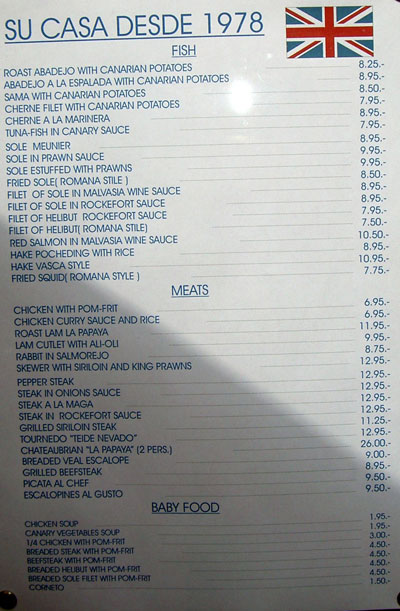 SU CASA DESDE 1978
FISH
ROAST ABADEJO WITH CANARIAN POTATOES 8.25.-
ABADEJO A LA ESPALADA WITH CANARIAN POTATOES 8.95.-
SAMA WITH CANARIAN POTATOES 8.50.-
CHERNE FILET WITH CANARIAN POTATOES 7.95.-
CHERNE A LA MARINERA 8.95.-
TUNA-FISH IN CANARY SAUCE 7.95.-
SOLE MEUNIER 8.95.-
SOLE IN PRAWN SAUCE 9.95.-
SOLE ESTUFFED WITH PRAWNS 9.95.-
FRIED SOLE( ROMANA STILE ) 8.50.-
FILET OF SOLE IN MALVASIA WINE SAUCE 8.95.-
FILET OF SOLE IN ROCKEFORT SAUCE 8.95.-
FILET OF HELIBUT ROCKEFORT SAUCE 7.95.-
FILET OF HELIBUT( ROMANA STILE) 7.50.-
RED SALMON IN MALVASIA WINE SAUCE 10.50.-
HAKE POCHEDING WITH RICE 8.95.-
HAKE VASCA STYLE 10.95.-
FRIED SQUID( ROMANA STYLE ) 7.75.-
MEATS
CHICKEN WITH POM-FRIT 6.95.-
CHICKEN CURRY SAUCE AND RICE 6.95.-
ROAST LAM LA PAPAYA 11.95.-
LAM CUTLET WITH ALI-OLI 9.95.-
RABBIT IN SALMOREJO 8.75.-
SKEWER WITH SIRILOIN AND KING PRAWNS 12.95.-
PEPPER STEAK 12.95.-
STEAK IN ONIONS SAUCE 12.95.-
STEAK A LA MAGA 12.95.-
STEAK IN ROCKEFORT SAUCE 12.95.-
GRILLED SIRILOIN STEAK 11.25.-
TOURNEDO "TEIDE NEVADO" 12.95.-
CHATEAUBRIAN "LA PAPAYA" (2 PERS.) 26.00.-
BREADED VEAL ESCALOPE 9.00.-
GRILLED BEEFSTEAK 8.95.-
PICATA AL CHEF 9.50.-
ESCALOPINES AL GUSTO 9.50.-
BABY FOOD
CHICKEN SOUP 1.95.-
CANARY VEGETABLES SOUP 1.95.-
1/4 CHICKEN WITH POM-FRIT 3.00.-
BREADED STEAK WITH POM-FRIT 4.50.-
BEEFSTEAK WITH POM-FRIT 4.50.-
BREADED HELIBUT WITH POM-FRIT 4.50.-
BREADED SOLE FILET WITH POM-FRIT 4.50.-
CORNETO 1.50.-